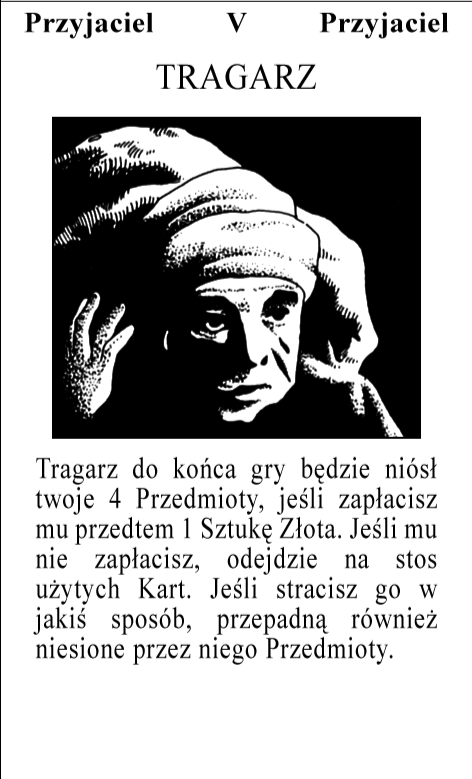 Przyjaciel V Przyjaciel
TRAGARZ
Tragarz do końca gry będzie niósł
twoje 4 Przedmioty, jeśli zapłacisz
mu przedtem 1 Sztukę Złota. Jeśli mu
nie zapłacisz, odejdzie na stos
użytych Kart. Jeśli stracisz go w
jakiś sposób, przepadną również
niesione przez niego Przedmioty.